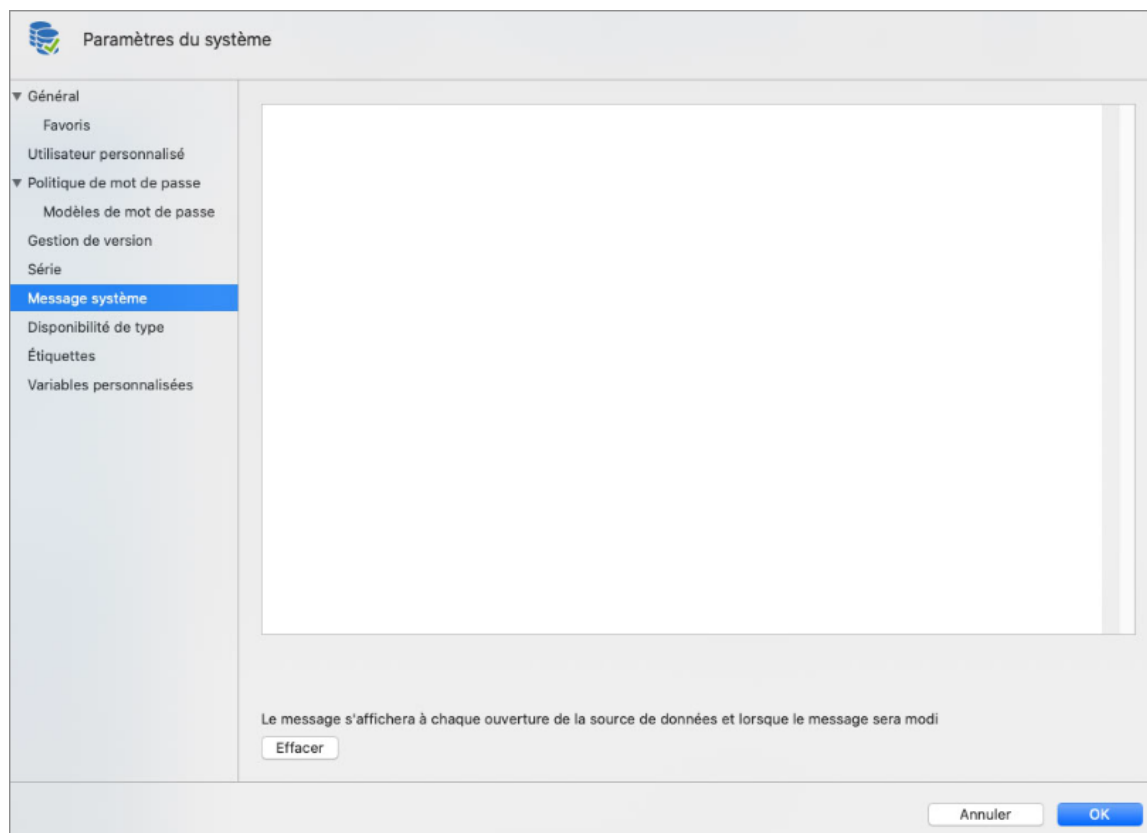 Paramètres du système
Général
Favoris
Utilisateur personnalisé
Politique de mot de passe
Modèles de mot de passe
Gestion de version
Série
Message système
Disponibilité de type
Étiquettes
Variables personnalisées
Le message s'affichera à chaque ouverture de la source de données et lorsque le message sera modi
Effacer
Annuler
OK